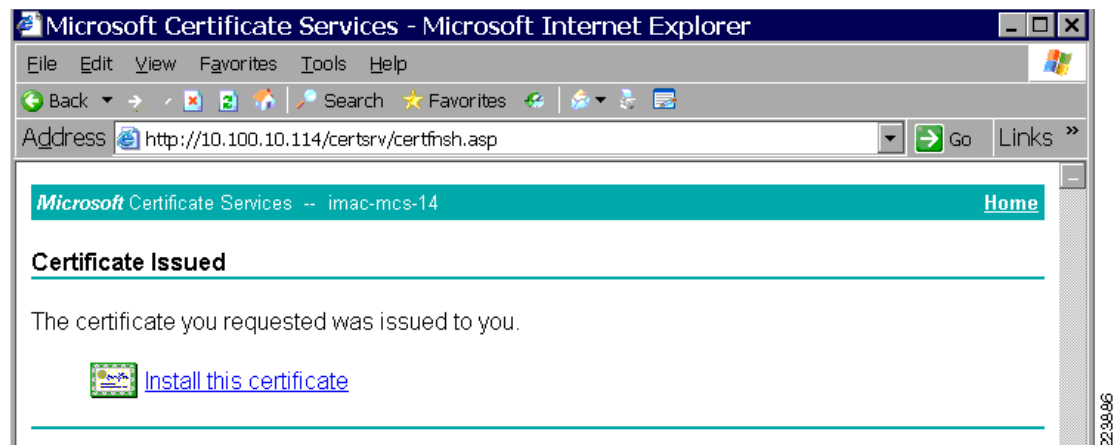 Microsoft Certificate Services - Microsoft Internet Explorer
File Edit View Favorites Tools Help
Back Search Favorites
Address http://10.100.10.114/certsrv/certfnsh.asp Go Links »
Microsoft Certificate Services -- imac-mcs-14 Home
Certificate Issued
The certificate you requested was issued to you.
Install this certificate
223886